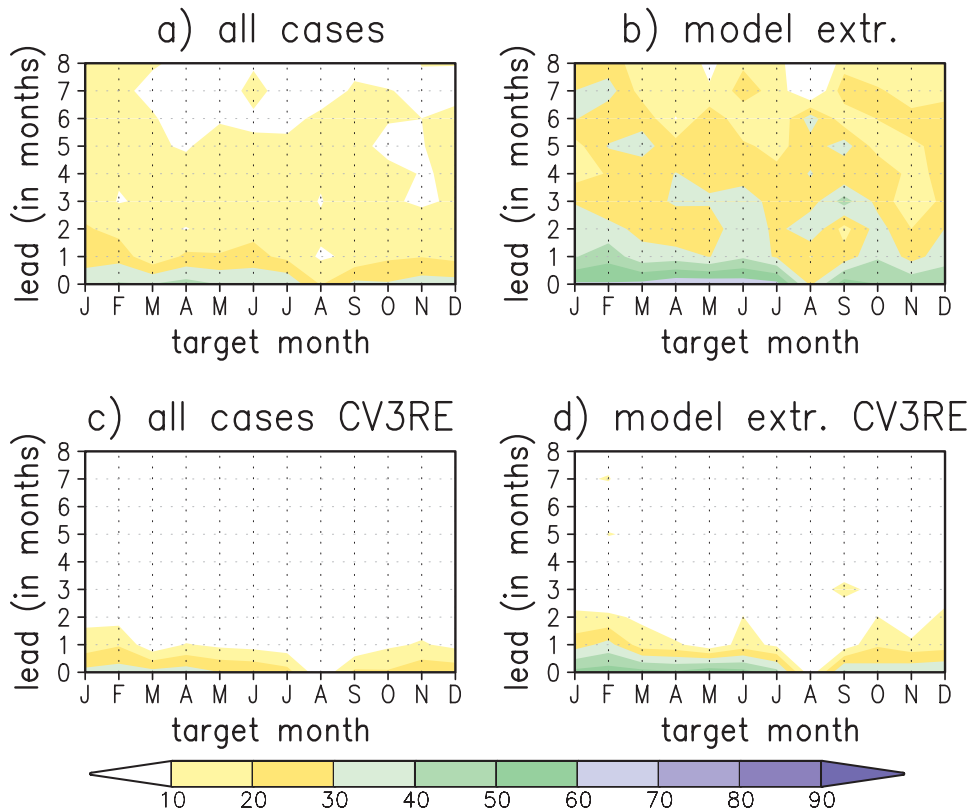 a) all cases
b) model extr.
lead (in months)
8
7
6
5
4
3
2
1
0
J F M A M J J A S O N D
target month
lead (in months)
8
7
6
5
4
3
2
1
0
J F M A M J J A S O N D
target month
c) all cases CV3RE
d) model extr. CV3RE
lead (in months)
8
7
6
5
4
3
2
1
0
J F M A M J J A S O N D
target month
lead (in months)
8
7
6
5
4
3
2
1
0
J F M A M J J A S O N D
target month
10 20 30 40 50 60 70 80 90